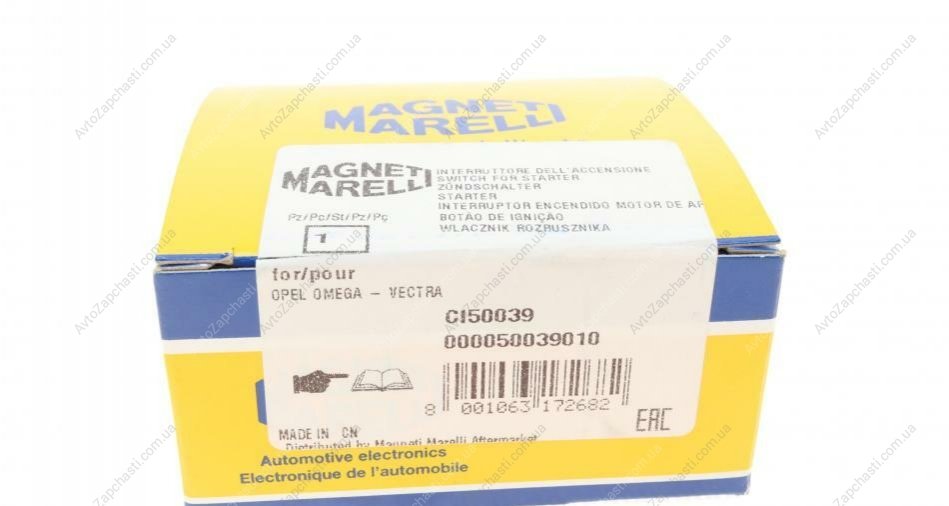 MAGNETI
MARELLI
MAGNETI
MARELLI
INTERRUTTORE DELL'ACCENSIONE
SWITCH FOR STARTER
ZÜNDSCHALTER
STARTER
INTERRUPTOR ENCENDIDO MOTOR DE AR
BOTÃO DE IGNIÇÃO
WLACZNIK ROZRUSZNIKA
Pz/Pc/St/Pz/Pç
1
for/pour
OPEL OMEGA - VECTRA
CI50039
000050039010
8 001063 172682
EAC
MADE IN CN
Distributed by Magneti Marelli Aftermarket
Automotive electronics
Electronique de l'automobile
AvtoZapchasti.com.ua